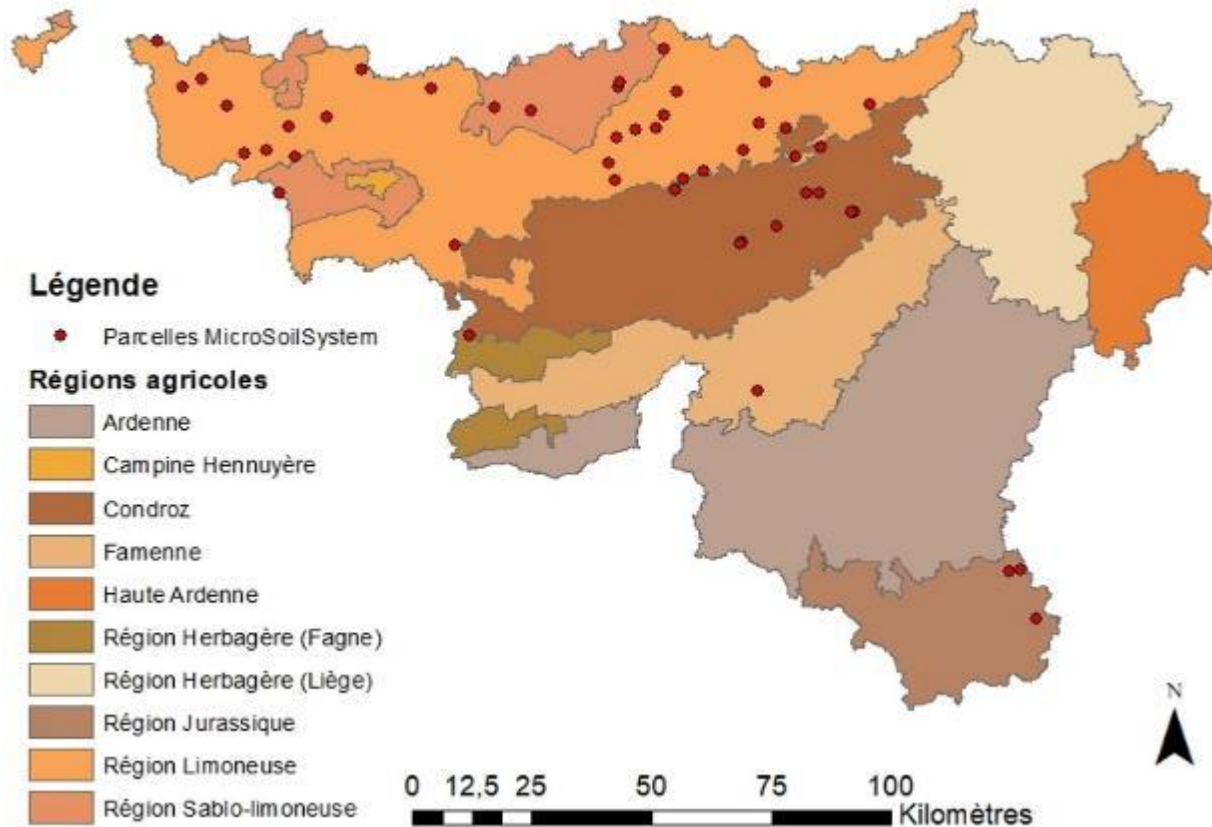 Légende
Parcelles MicroSoilSystem
Régions agricoles
Ardenne
Campine Hennuyère
Condroz
Famenne
Haute Ardenne
Région Herbagère (Fagne)
Région Herbagère (Liège)
Région Jurassique
Région Limoneuse
Région Sablo-limoneuse
N
0 12,5 25 50 75 100
Kilomètres